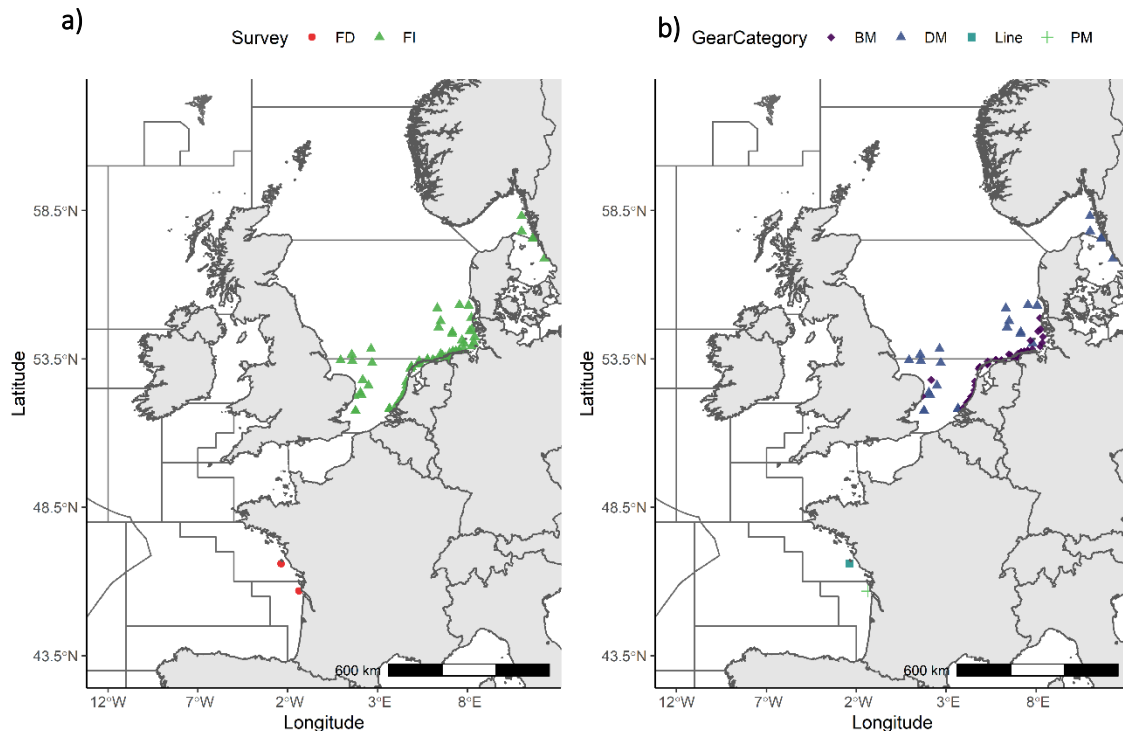 a)
Survey FD FI
58.5°N
53.5°N
48.5°N
43.5°N
Latitude
600 km
12°W 7°W 2°W 3°E 8°E
Longitude
b)
GearCategory BM DM Line PM
58.5°N
53.5°N
48.5°N
43.5°N
Latitude
600 km
12°W 7°W 2°W 3°E 8°E
Longitude